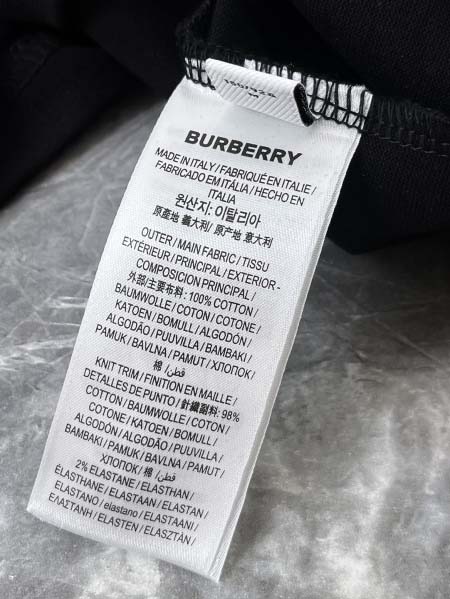 BURBERRY
MADE IN ITALY / FABRIQUÉ EN ITALIE /
FABRICADO EM ITÁLIA / HECHO EN
ITALIA
원산지: 이탈리아
原產地 義大利/ 原产地 意大利
OUTER / MAIN FABRIC / TISSU
EXTÉRIEUR / PRINCIPAL / EXTERIOR -
COMPOSICION PRINCIPAL /
外部/主要布料: 100% COTTON /
BAUMWOLLE / COTON / COTONE /
KATOEN / BOMULL / ALGODÓN /
ALGODÃO / PUUVILLA / BAMBAKI /
PAMUK / BAVLNA / PAMUT / ХЛОПОК /
棉 / قطن
KNIT TRIM / FINITION EN MAILLE /
DETALLES DE PUNTO / 針織副料: 98%
COTTON / BAUMWOLLE / COTON /
COTONE / KATOEN / BOMULL /
ALGODÓN / ALGODÃO / PUUVILLA /
BAMBAKI / PAMUK / BAVLNA / PAMUT /
ХЛОПОК / 棉 / قطن
2% ELASTANE / ELASTHAN /
ÉLASTHANE / ELASTAAN / ELASTAN /
ELASTANO / elastano / ELASTAANI /
ΕΛΑΣΤΑΝΗ / ELASTEN / ELASZTÁN /